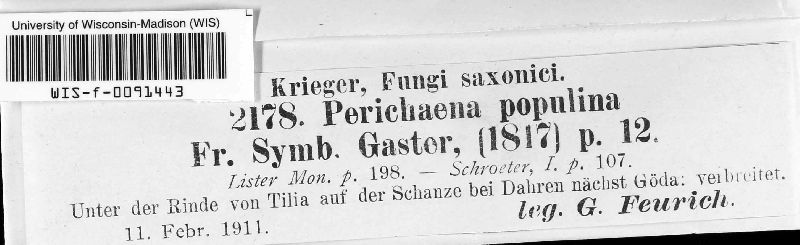 University of Wisconsin-Madison (WIS)
WIS-f-0091443
Krieger, Fungi saxonici.
2178. Perichaena populina
Fr. Symb. Gaster, (1817) p. 12.
Lister Mon. p. 198. — Schroeter, I. p. 107.
Unter der Rinde von Tilia auf der Schanze bei Dahren nächst Göda: verbreitet.
11. Febr. 1911.
leg. G. Feurich.